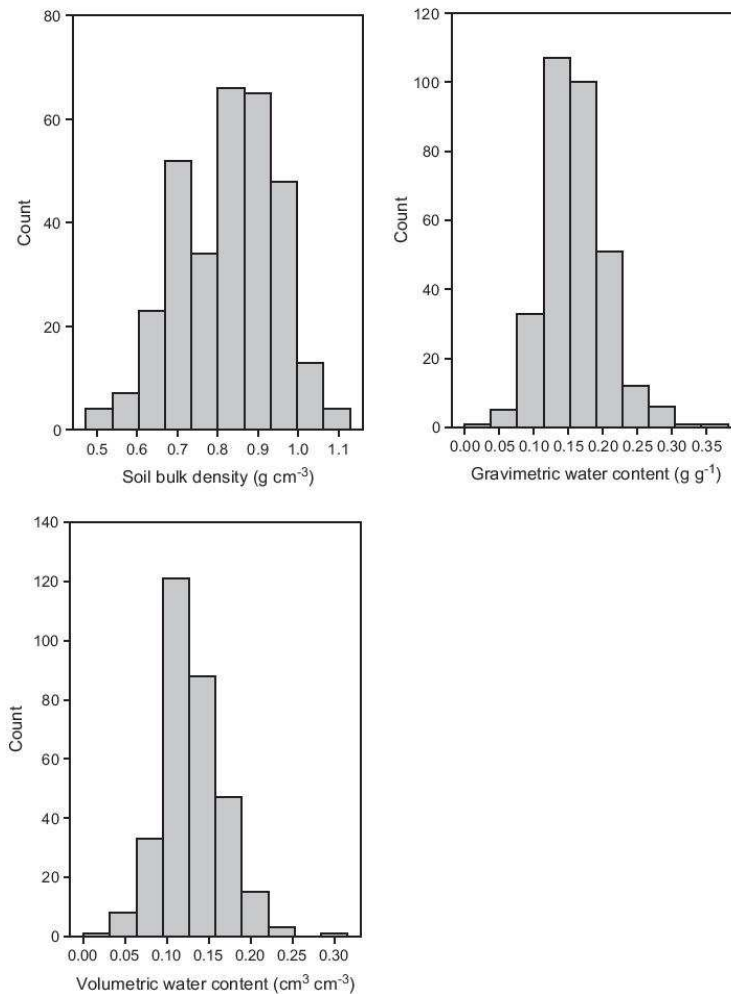 80
60
40
20
0
Count
0.5 0.6 0.7 0.8 0.9 1.0 1.1
Soil bulk density (g cm⁻³)
120
100
80
60
40
20
0
Count
0.00 0.05 0.10 0.15 0.20 0.25 0.30 0.35
Gravimetric water content (g g⁻¹)
140
120
100
80
60
40
20
0
Count
0.00 0.05 0.10 0.15 0.20 0.25 0.30
Volumetric water content (cm³ cm⁻³)